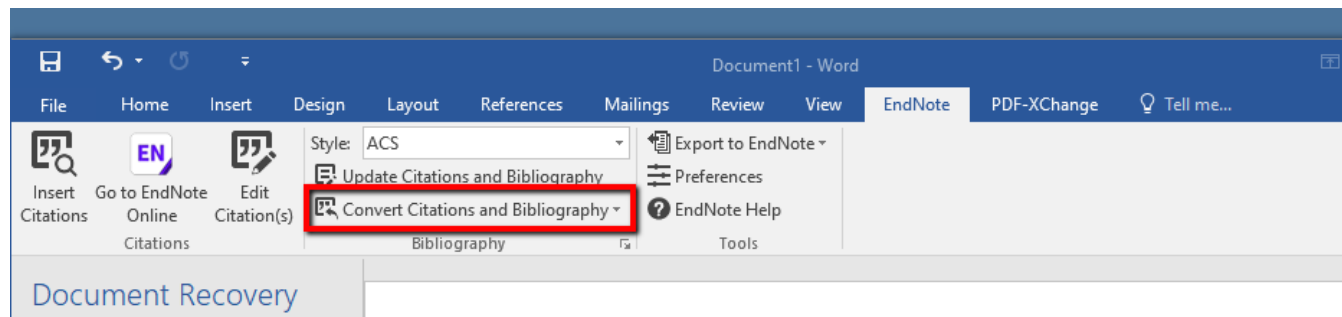 Document1 - Word
File Home Insert Design Layout References Mailings Review View EndNote PDF-XChange Tell me...
Insert Citations
EN
Go to EndNote Online
Edit Citation(s)
Citations
Style: ACS
Update Citations and Bibliography
Convert Citations and Bibliography
Bibliography
Export to EndNote
Preferences
EndNote Help
Tools
Document Recovery